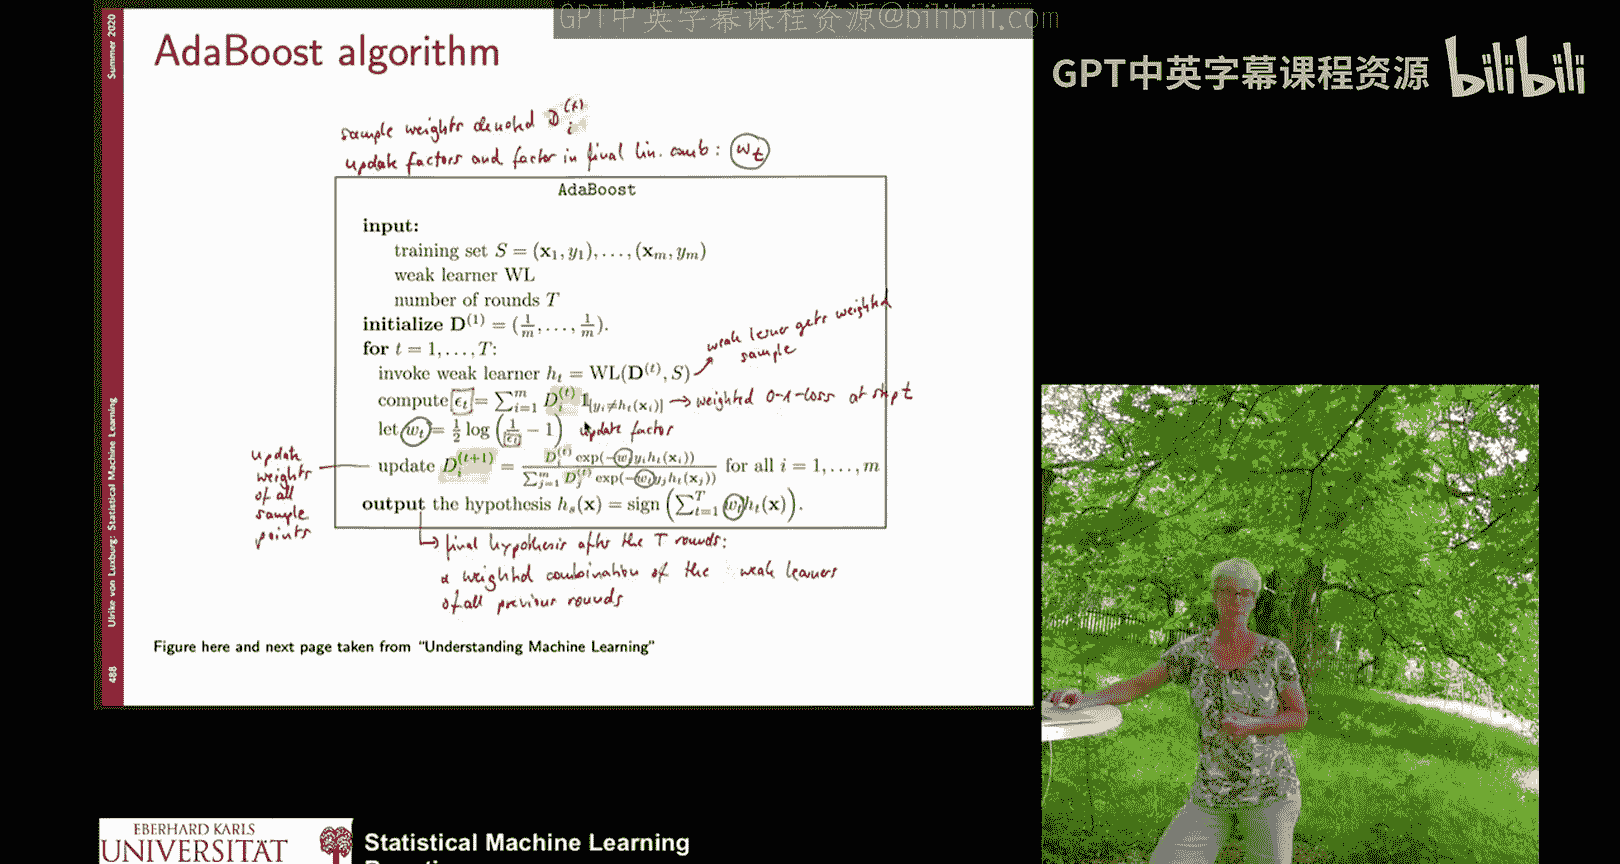 GPT中英字幕课程资源@bilibili.com
GPT中英字幕课程资源 bilibili
Summer 2020
AdaBoost algorithm
sample weights denoted D_i^(t)
update factors and factor in final lin. comb: w_t
AdaBoost
input:
training set S = (x_1, y_1), . . . , (x_m, y_m)
weak learner WL
number of rounds T
initialize D^(1) = (1/m, . . . , 1/m).
for t = 1, . . . , T:
weak lerner gets weighted
sample
invoke weak learner h_t = WL(D^(t), S)
compute ϵ_t = ∑_{i=1}^m D_i^(t) 1_[y_i≠h_t(x_i)] → weighted 0-1-loss at step t
let w_t = 1/2 log (1/ϵ_t − 1) update factor
update D_i^(t+1) = D_i^(t) exp(−w_t y_i h_t(x_i)) / ∑_{j=1}^m D_j^(t) exp(−w_t y_j h_t(x_j)) for all i = 1, . . . , m
output the hypothesis h_s(x) = sign (∑_{t=1}^T w_t h_t(x)).
update
weights
of all
sample
points
final hypothesis after the T rounds:
a weighted combination of the weak learners
of all previous rounds
Figure here and next page taken from “Understanding Machine Learning”
Ulrike von Luxburg: Statistical Machine Learning
488
EBERHARD KARLS
UNIVERSITÄT
Statistical Machine Learning